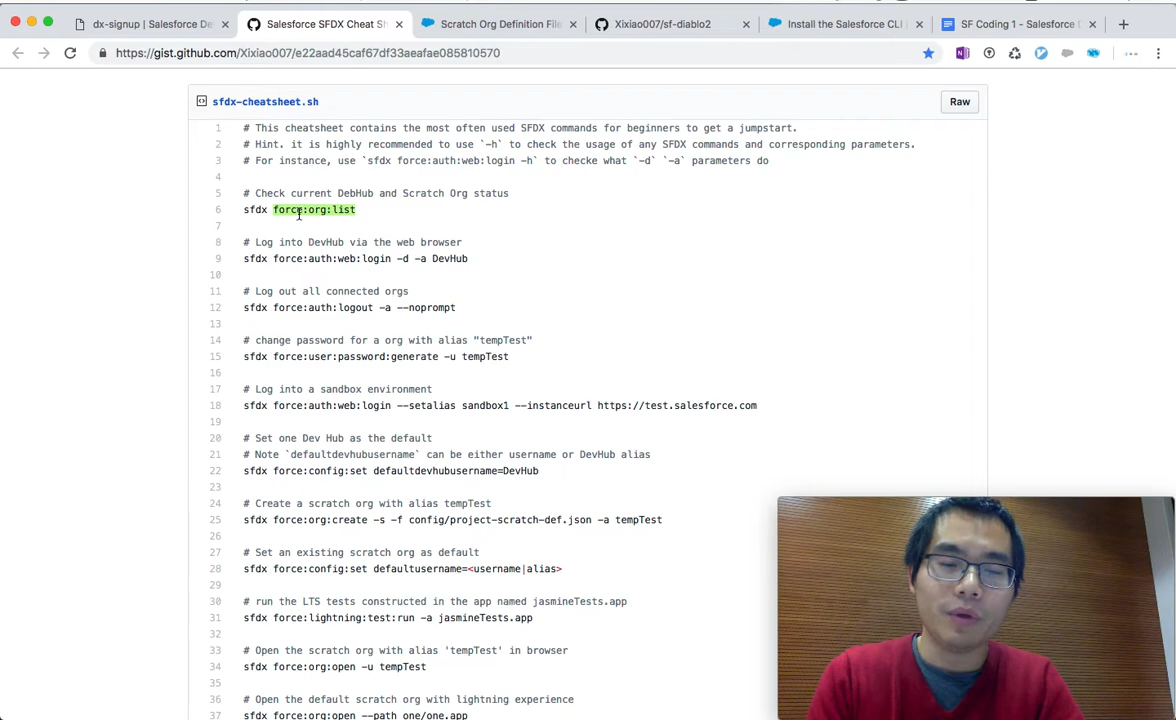 dx-signup | Salesforce De
Salesforce SFDX Cheat Sh
Scratch Org Definition File
Xixiao007/sf-diablo2
Install the Salesforce CLI
SF Coding 1 - Salesforce D
https://gist.github.com/Xixiao007/e22aad45caf67df33aeafae085810570
sfdx-cheatsheet.sh
Raw
1 # This cheatsheet contains the most often used SFDX commands for beginners to get a jumpstart.
2 # Hint. it is highly recommended to use `-h` to check the usage of any SFDX commands and corresponding parameters.
3 # For instance, use `sfdx force:auth:web:login -h` to checke what `-d` `-a` parameters do
4
5 # Check current DebHub and Scratch Org status
6 sfdx force:org:list
7
8 # Log into DevHub via the web browser
9 sfdx force:auth:web:login -d -a DevHub
10
11 # Log out all connected orgs
12 sfdx force:auth:logout -a --noprompt
13
14 # change password for a org with alias "tempTest"
15 sfdx force:user:password:generate -u tempTest
16
17 # Log into a sandbox environment
18 sfdx force:auth:web:login --setalias sandbox1 --instanceurl https://test.salesforce.com
19
20 # Set one Dev Hub as the default
21 # Note `defaultdevhubusername` can be either username or DevHub alias
22 sfdx force:config:set defaultdevhubusername=DevHub
23
24 # Create a scratch org with alias tempTest
25 sfdx force:org:create -s -f config/project-scratch-def.json -a tempTest
26
27 # Set an existing scratch org as default
28 sfdx force:config:set defaultusername=<username|alias>
29
30 # run the LTS tests constructed in the app named jasmineTests.app
31 sfdx force:lightning:test:run -a jasmineTests.app
32
33 # Open the scratch org with alias 'tempTest' in browser
34 sfdx force:org:open -u tempTest
35
36 # Open the default scratch org with lightning experience
37 sfdx force:org:open --path one/one.app